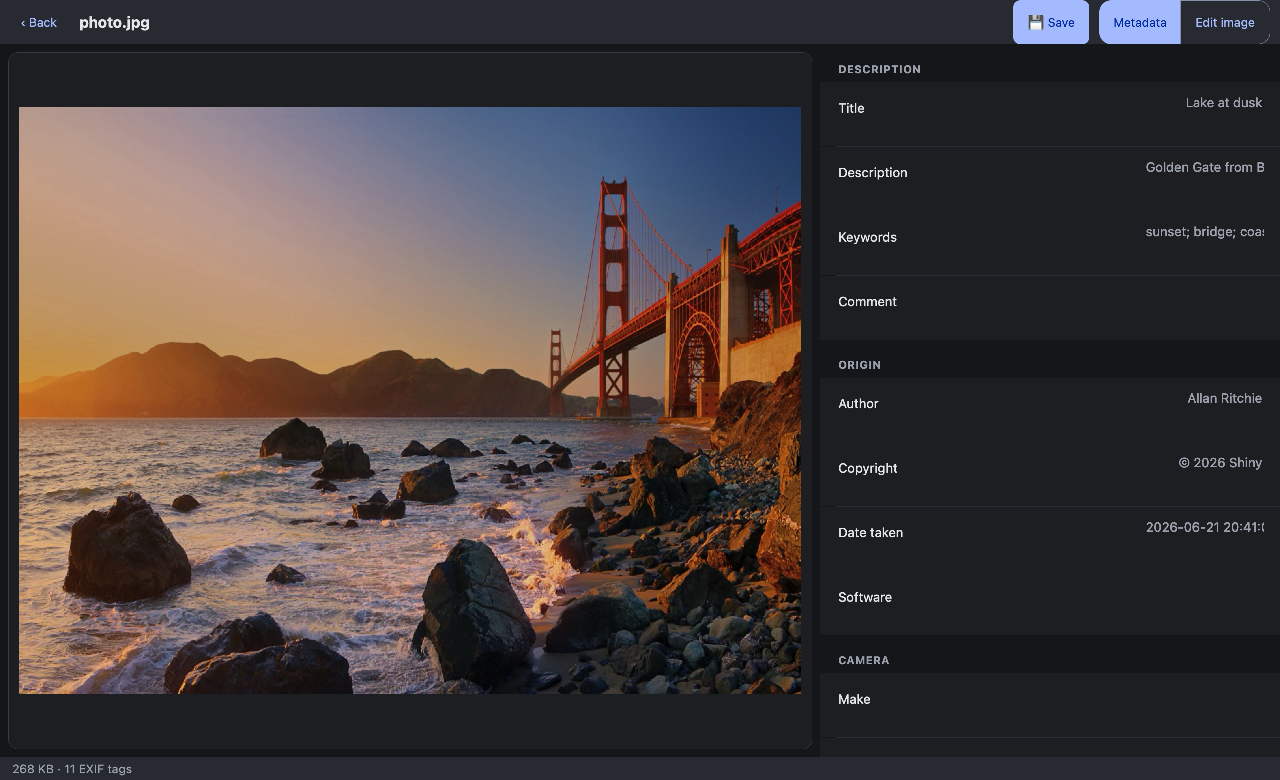 ‹ Back
photo.jpg
💾 Save
Metadata
Edit image
DESCRIPTION
Title
Lake at dusk
Description
Golden Gate from B
Keywords
sunset; bridge; coas
Comment
ORIGIN
Author
Allan Ritchie
Copyright
© 2026 Shiny
Date taken
2026-06-21 20:41:0
Software
CAMERA
Make
268 KB · 11 EXIF tags